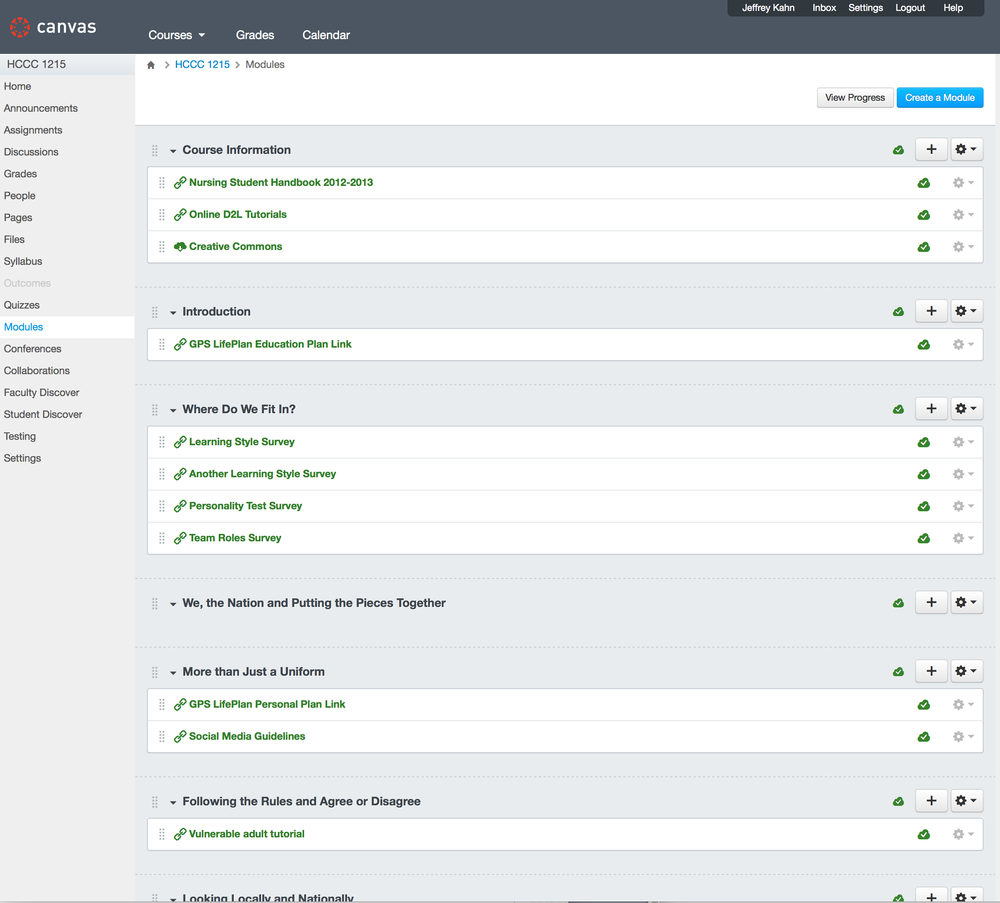 Jeffrey Kahn Inbox Settings Logout Help
canvas
Courses Grades Calendar
HCCC 1215
Home
Announcements
Assignments
Discussions
Grades
People
Pages
Files
Syllabus
Outcomes
Quizzes
Modules
Conferences
Collaborations
Faculty Discover
Student Discover
Testing
Settings
HCCC 1215 Modules
View Progress Create a Module
Course Information
Nursing Student Handbook 2012-2013
Online D2L Tutorials
Creative Commons
Introduction
GPS LifePlan Education Plan Link
Where Do We Fit In?
Learning Style Survey
Another Learning Style Survey
Personality Test Survey
Team Roles Survey
We, the Nation and Putting the Pieces Together
More than Just a Uniform
GPS LifePlan Personal Plan Link
Social Media Guidelines
Following the Rules and Agree or Disagree
Vulnerable adult tutorial
Looking Locally and Nationally